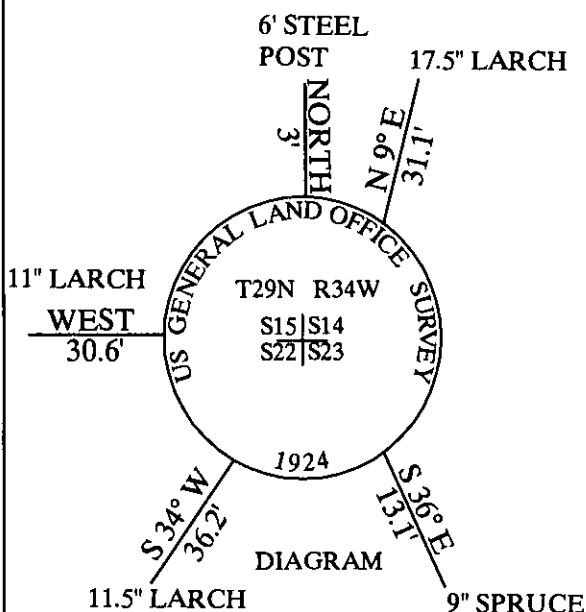 6' STEEL
POST
17.5" LARCH
NORTH
3'
N 9° E
31.1'
US GENERAL LAND OFFICE SURVEY
11" LARCH
WEST
30.6'
T29N R34W
S15 S14
S22 S23
1924
S 34° W
36.2'
S 36° E
13.1'
DIAGRAM
11.5" LARCH
9" SPRUCE